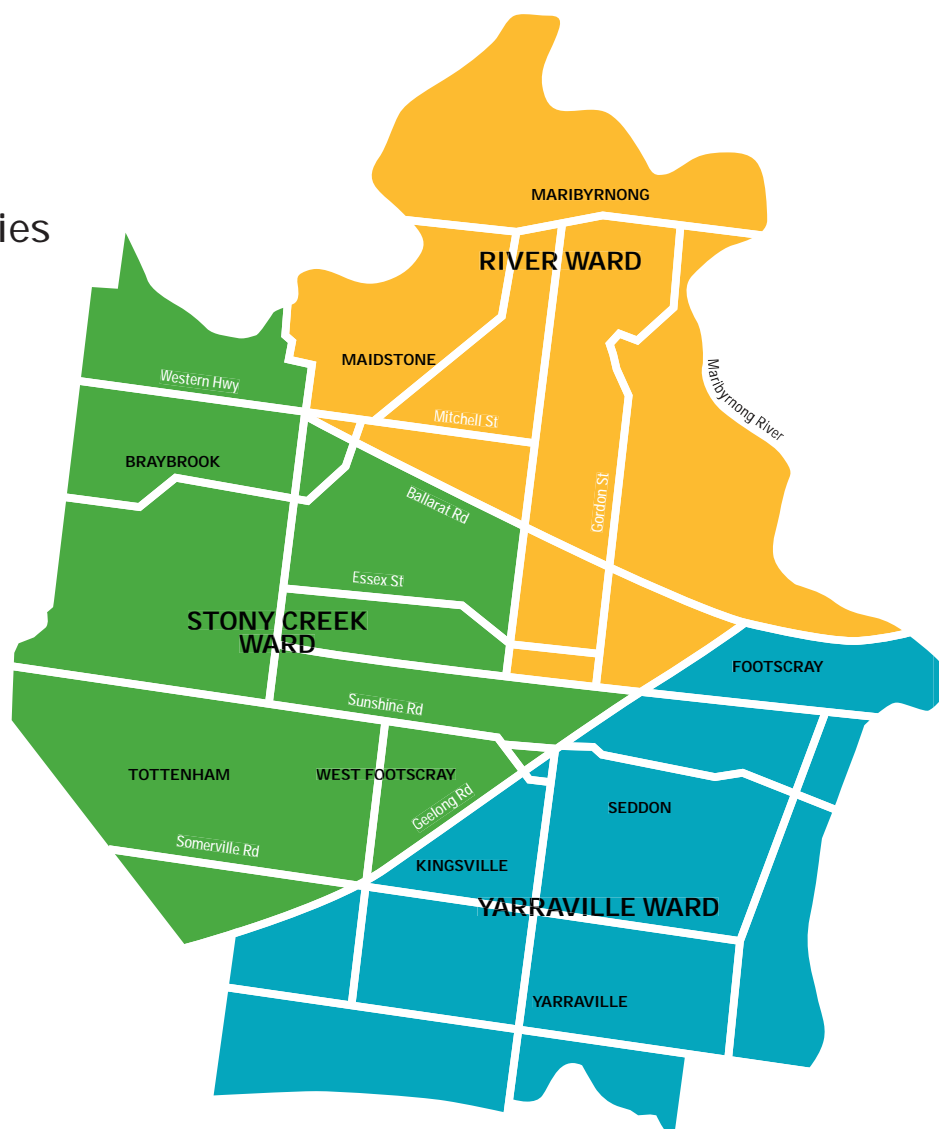 MARIBYRNONG
ies
RIVER WARD
MAIDSTONE
Western Hwy
Maribyrnong River
Mitchell St
BRAYBROOK
Ballarat Rd
Gordon St
Essex St
STONY CREEK
WARD
FOOTSCRAY
Sunshine Rd
TOTTENHAM
WEST FOOTSCRAY
Geelong Rd
SEDDON
Somerville Rd
KINGSVILLE
YARRAVILLE WARD
YARRAVILLE